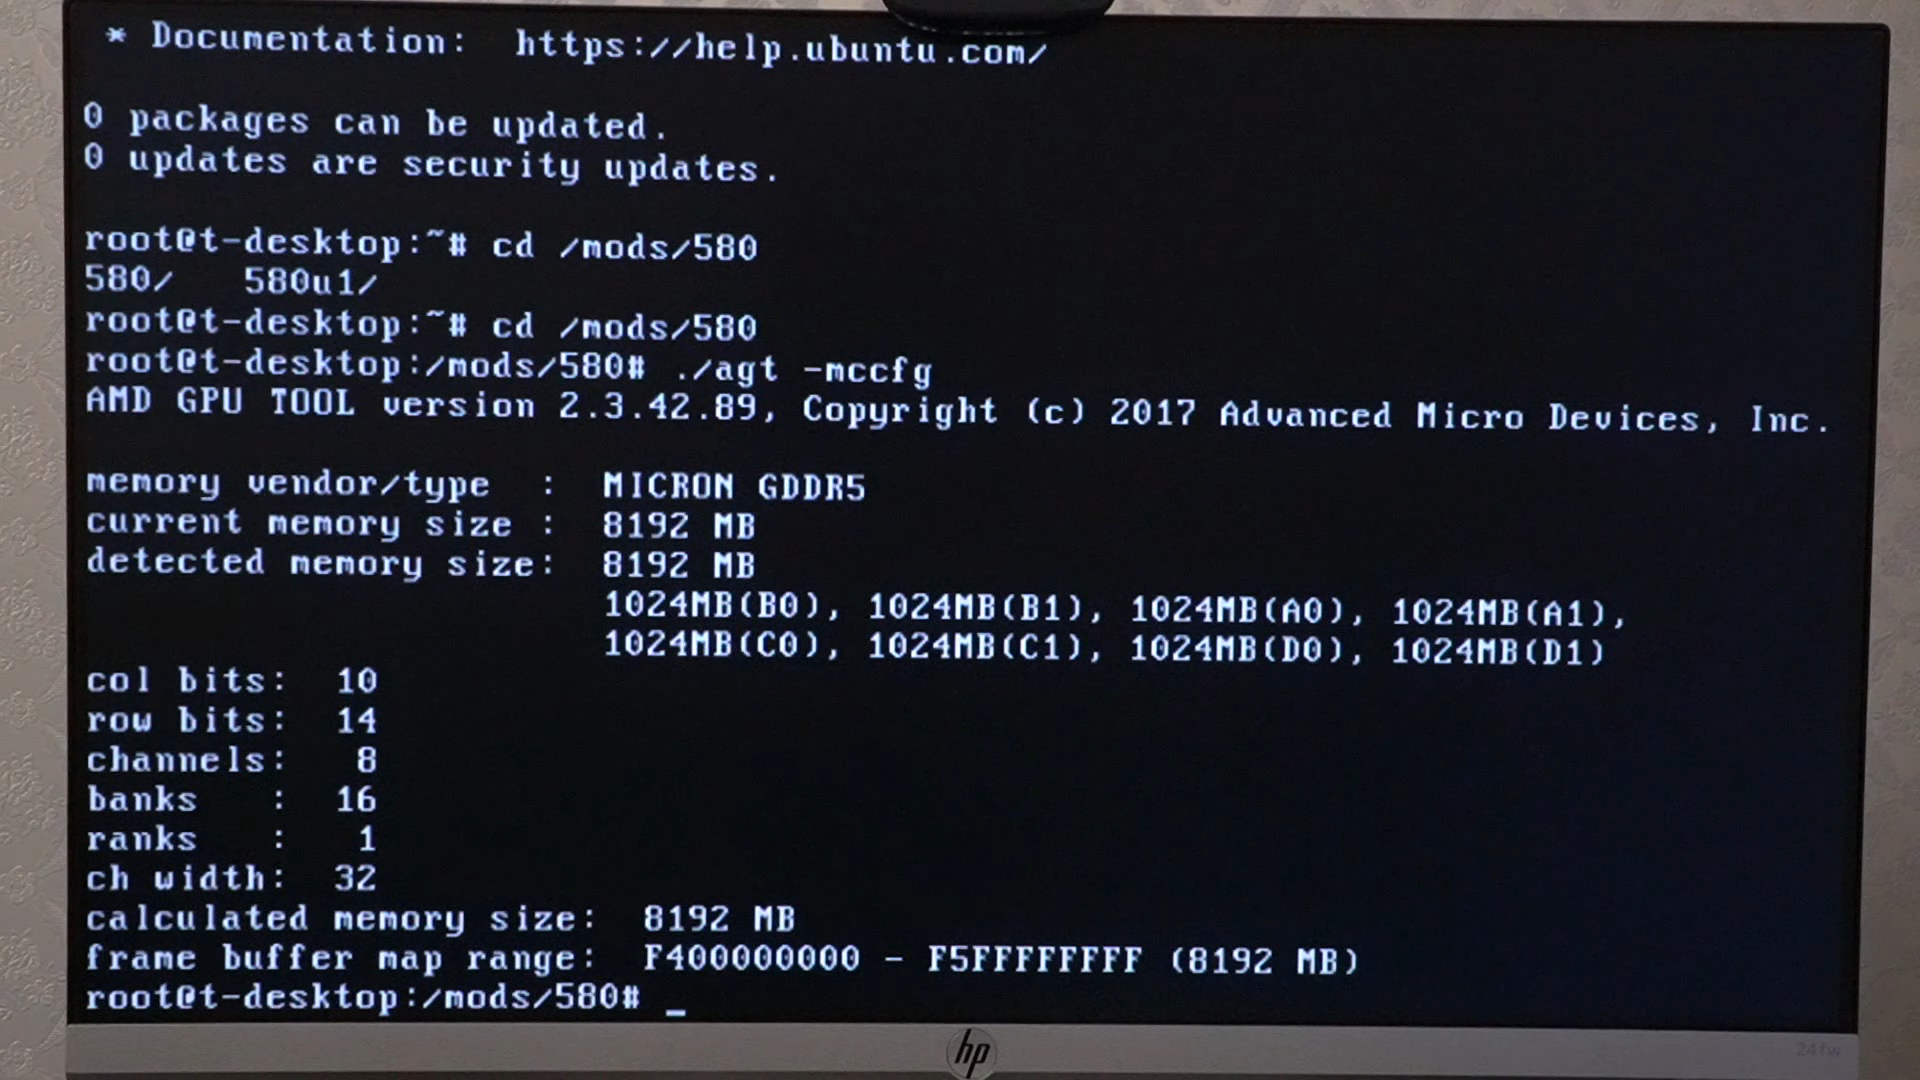 * Documentation:  https://help.ubuntu.com/
0 packages can be updated.
0 updates are security updates.
root@t-desktop:~# cd /mods/580
580/   580u1/
root@t-desktop:~# cd /mods/580
root@t-desktop:/mods/580# ./agt -mccfg
AMD GPU TOOL version 2.3.42.89, Copyright (c) 2017 Advanced Micro Devices, Inc.
memory vendor/type  :  MICRON GDDR5
current memory size :  8192 MB
detected memory size:  8192 MB
1024MB(B0), 1024MB(B1), 1024MB(A0), 1024MB(A1),
1024MB(C0), 1024MB(C1), 1024MB(D0), 1024MB(D1)
col bits:  10
row bits:  14
channels:   8
banks   :  16
ranks   :   1
ch width:  32
calculated memory size:  8192 MB
frame buffer map range:  F400000000 - F5FFFFFFFF (8192 MB)
root@t-desktop:/mods/580# _
hp